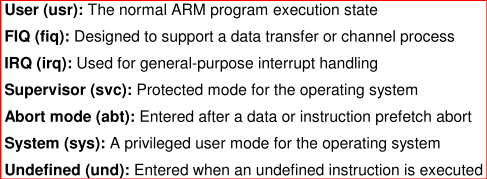 User (usr): The normal ARM program execution state
FIQ (fiq): Designed to support a data transfer or channel process
IRQ (irq): Used for general-purpose interrupt handling
Supervisor (svc): Protected mode for the operating system
Abort mode (abt): Entered after a data or instruction prefetch abort
System (sys): A privileged user mode for the operating system
Undefined (und): Entered when an undefined instruction is executed